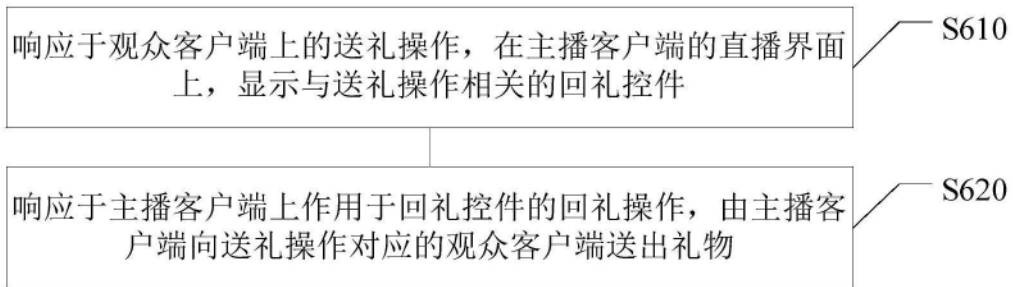 响应于观众客户端上的送礼操作，在主播客户端的直播界面
上，显示与送礼操作相关的回礼控件
S610
响应于主播客户端上作用于回礼控件的回礼操作，由主播客
户端向送礼操作对应的观众客户端送出礼物
S620